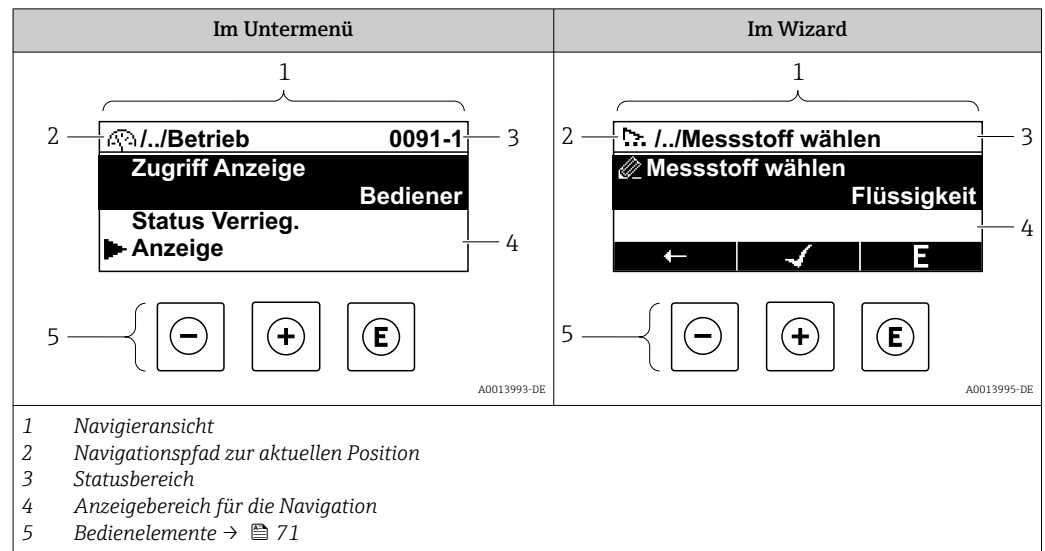 Im Untermenü
Im Wizard
1
2
/../Betrieb 0091-1
3
Zugriff Anzeige
Bediener
Status Verrieg.
Anzeige
4
5
- + E
A0013993-DE
1
2
/../Messstoff wählen
3
Messstoff wählen
Flüssigkeit
4
← ✓ E
5
- + E
A0013995-DE
1 Navigieransicht
2 Navigationspfad zur aktuellen Position
3 Statusbereich
4 Anzeigebereich für die Navigation
5 Bedienelemente → 71